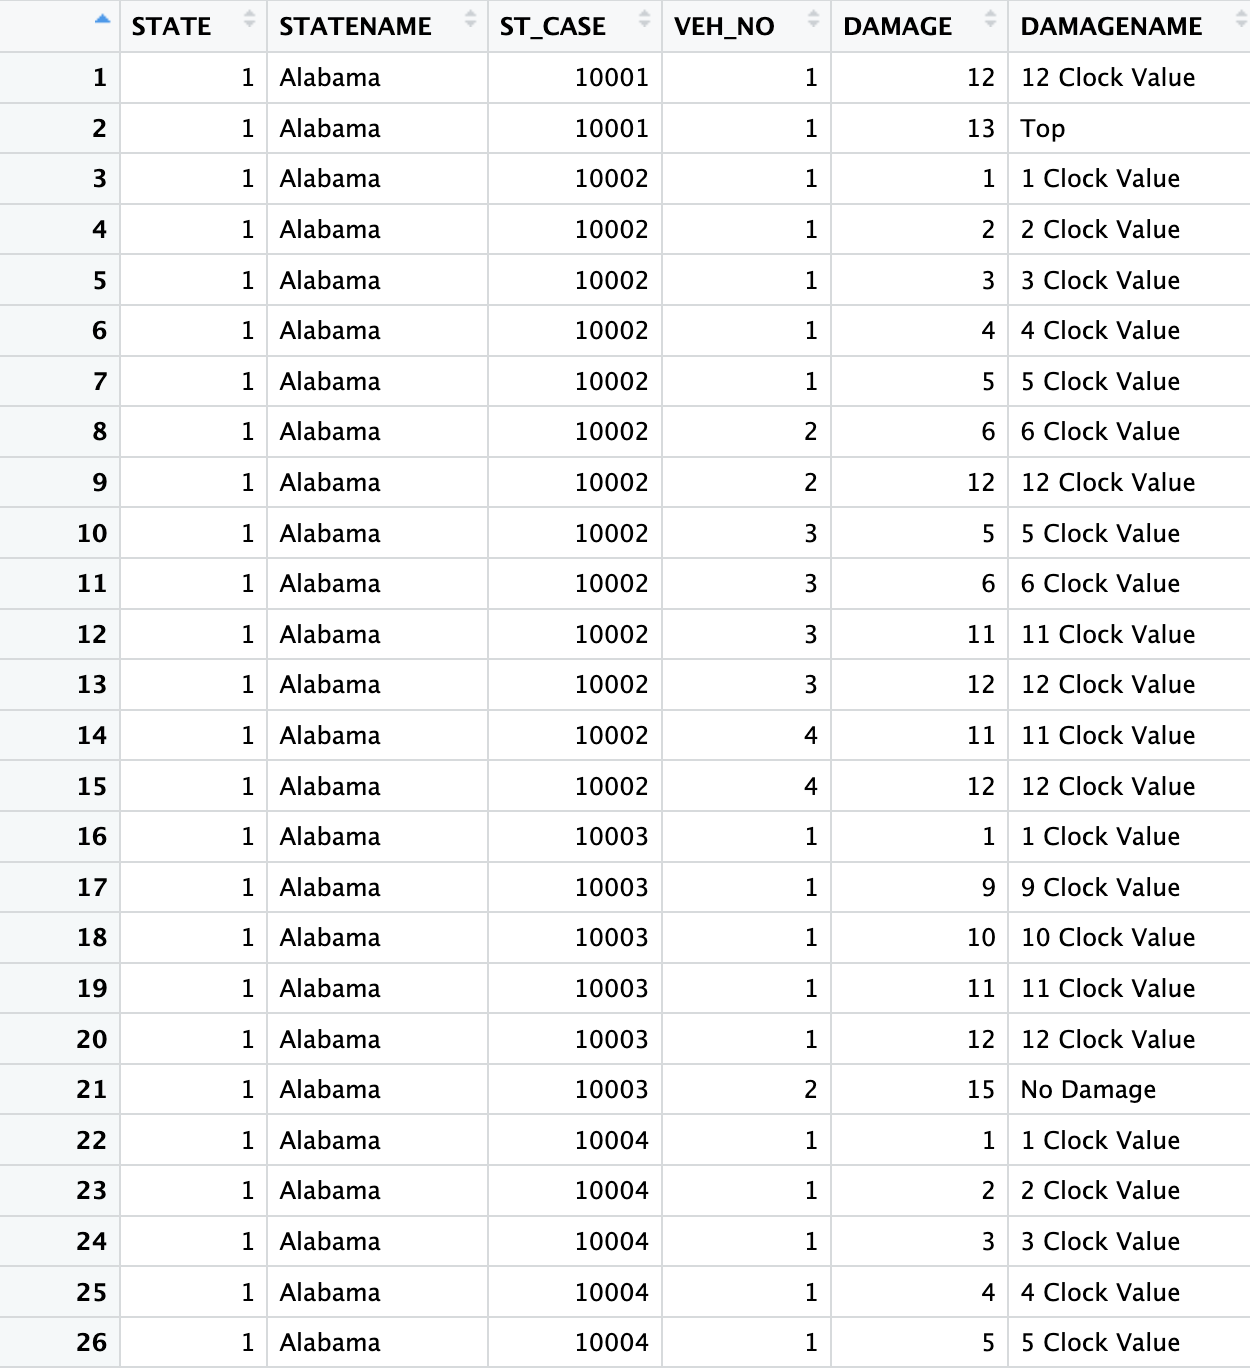 STATE STATENAME ST_CASE VEH_NO DAMAGE DAMAGENAME
1 1 Alabama 10001 1 12 12 Clock Value
2 1 Alabama 10001 1 13 Top
3 1 Alabama 10002 1 1 1 Clock Value
4 1 Alabama 10002 1 2 2 Clock Value
5 1 Alabama 10002 1 3 3 Clock Value
6 1 Alabama 10002 1 4 4 Clock Value
7 1 Alabama 10002 1 5 5 Clock Value
8 1 Alabama 10002 2 6 6 Clock Value
9 1 Alabama 10002 2 12 12 Clock Value
10 1 Alabama 10002 3 5 5 Clock Value
11 1 Alabama 10002 3 6 6 Clock Value
12 1 Alabama 10002 3 11 11 Clock Value
13 1 Alabama 10002 3 12 12 Clock Value
14 1 Alabama 10002 4 11 11 Clock Value
15 1 Alabama 10002 4 12 12 Clock Value
16 1 Alabama 10003 1 1 1 Clock Value
17 1 Alabama 10003 1 9 9 Clock Value
18 1 Alabama 10003 1 10 10 Clock Value
19 1 Alabama 10003 1 11 11 Clock Value
20 1 Alabama 10003 1 12 12 Clock Value
21 1 Alabama 10003 2 15 No Damage
22 1 Alabama 10004 1 1 1 Clock Value
23 1 Alabama 10004 1 2 2 Clock Value
24 1 Alabama 10004 1 3 3 Clock Value
25 1 Alabama 10004 1 4 4 Clock Value
26 1 Alabama 10004 1 5 5 Clock Value